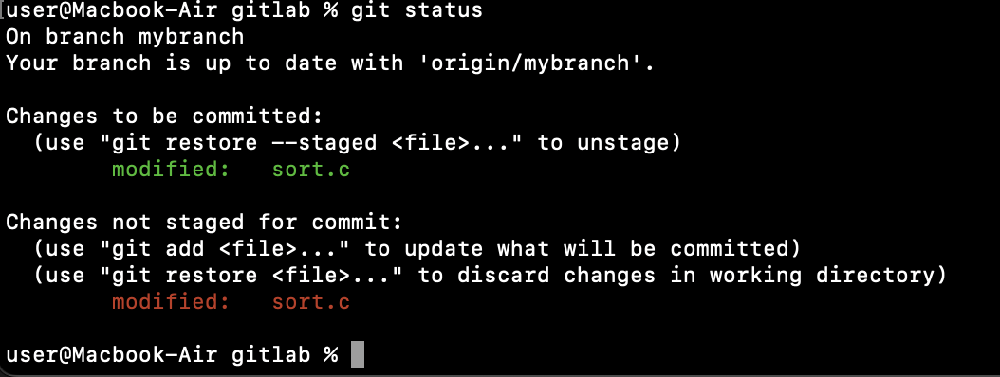 user@Macbook-Air gitlab % git status
On branch mybranch
Your branch is up to date with 'origin/mybranch'.

Changes to be committed:
  (use "git restore --staged <file>..." to unstage)
        modified:   sort.c

Changes not staged for commit:
  (use "git add <file>..." to update what will be committed)
  (use "git restore <file>..." to discard changes in working directory)
        modified:   sort.c

user@Macbook-Air gitlab %